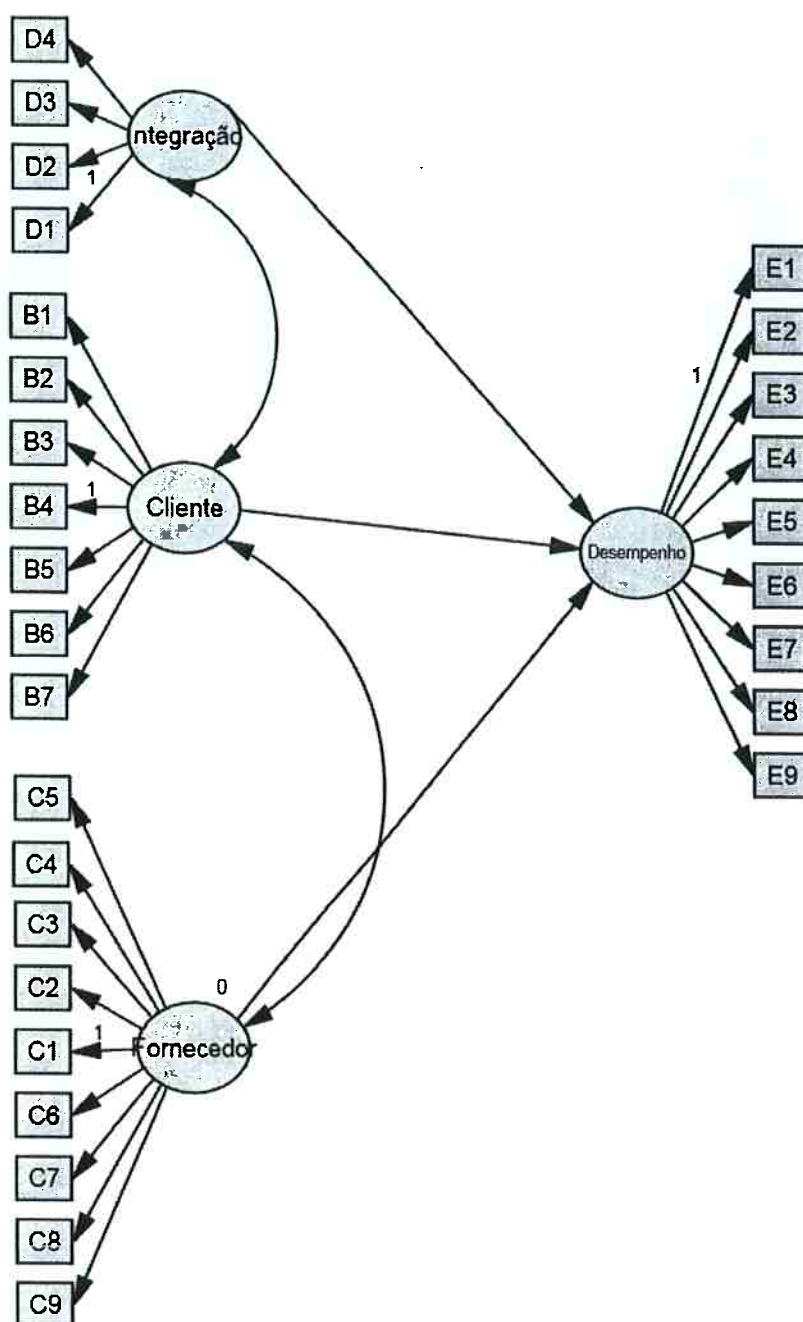 D4
D3
D2
D1
1
ntegração
B1
B2
B3
B4
B5
B6
B7
1
Cliente
C5
C4
C3
C2
C1
C6
C7
C8
C9
1
0
Fornecedor
Desempenho
1
E1
E2
E3
E4
E5
E6
E7
E8
E9